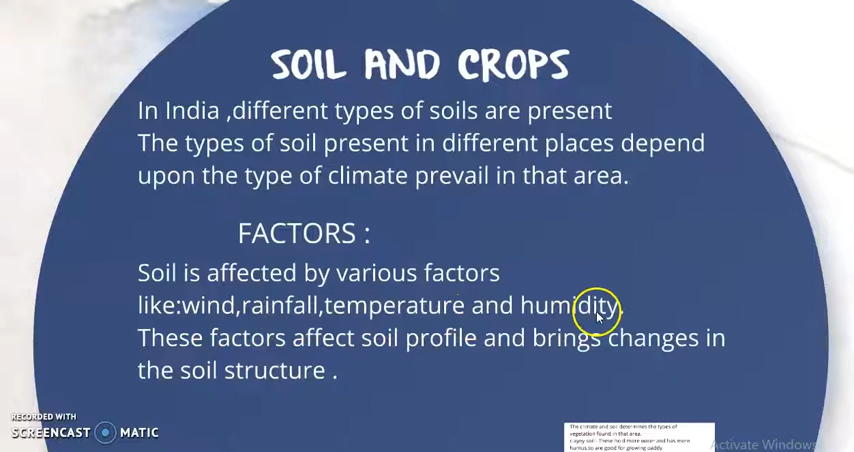 SOIL AND CROPS
In India ,different types of soils are present
The types of soil present in different places depend
upon the type of climate prevail in that area.
FACTORS :
Soil is affected by various factors
like:wind,rainfall,temperature and humidity.
These factors affect soil profile and brings changes in
the soil structure .
RECORDED WITH
SCREENCAST MATIC
The climate and soil determines the types of
vegetation found in that area.
clayey soil:- These hold more water and has more
humus,so are good for growing paddy
Activate Windows